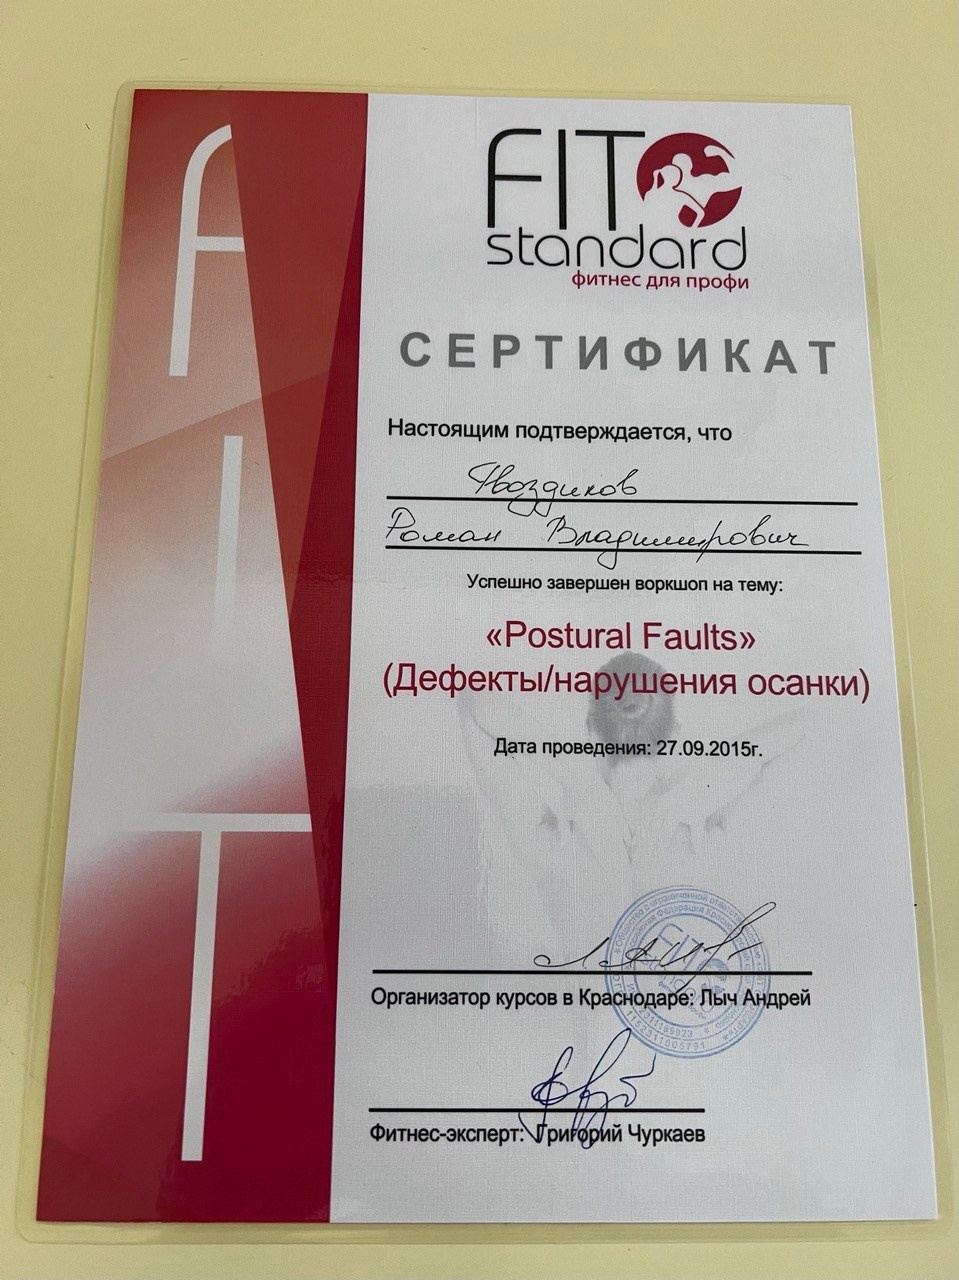 FIT
FIT
standard
фитнес для профи
СЕРТИФИКАТ
Настоящим подтверждается, что
Гвоздиков
Роман Владимирович
Успешно завершен воркшоп на тему:
«Postural Faults»
(Дефекты/нарушения осанки)
Дата проведения: 27.09.2015г.
Организатор курсов в Краснодаре: Лыч Андрей
Фитнес-эксперт: Григорий Чуркаев